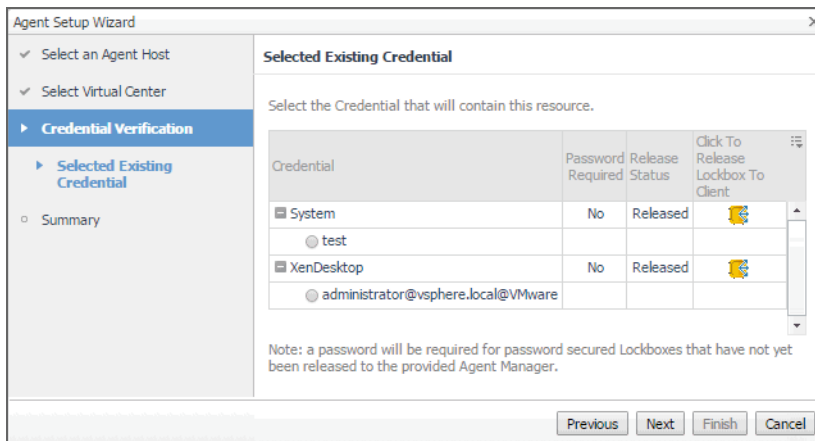 Agent Setup Wizard
Select an Agent Host
Select Virtual Center
Credential Verification
Selected Existing
Credential
Summary
Selected Existing Credential
Select the Credential that will contain this resource.
Credential
Password
Required
Release
Status
Click To
Release
Lockbox To
Client
System No Released
test
XenDesktop No Released
administrator@vsphere.local@VMware
Note: a password will be required for password secured Lockboxes that have not yet
been released to the provided Agent Manager.
Previous Next Finish Cancel